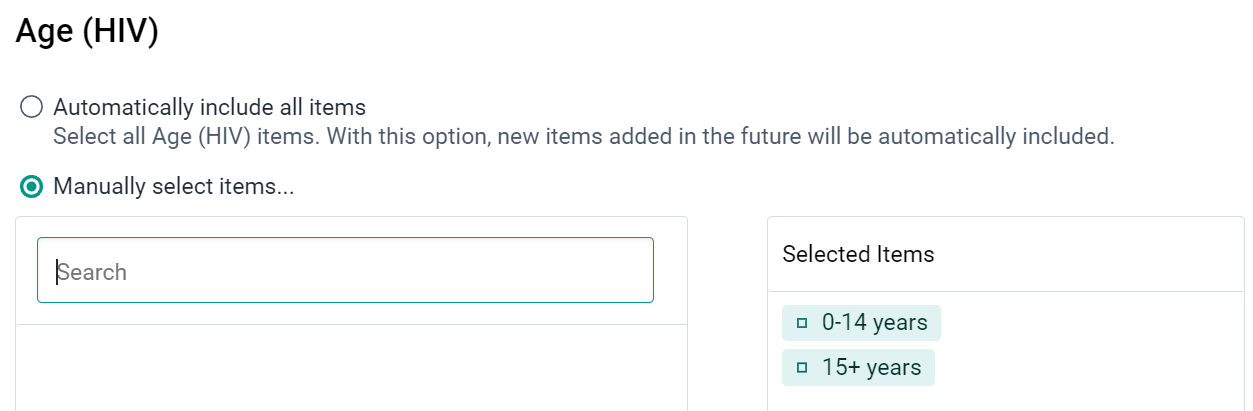 Age (HIV)
Automatically include all items
Select all Age (HIV) items. With this option, new items added in the future will be automatically included.
Manually select items...
Search
Selected Items
0-14 years
15+ years